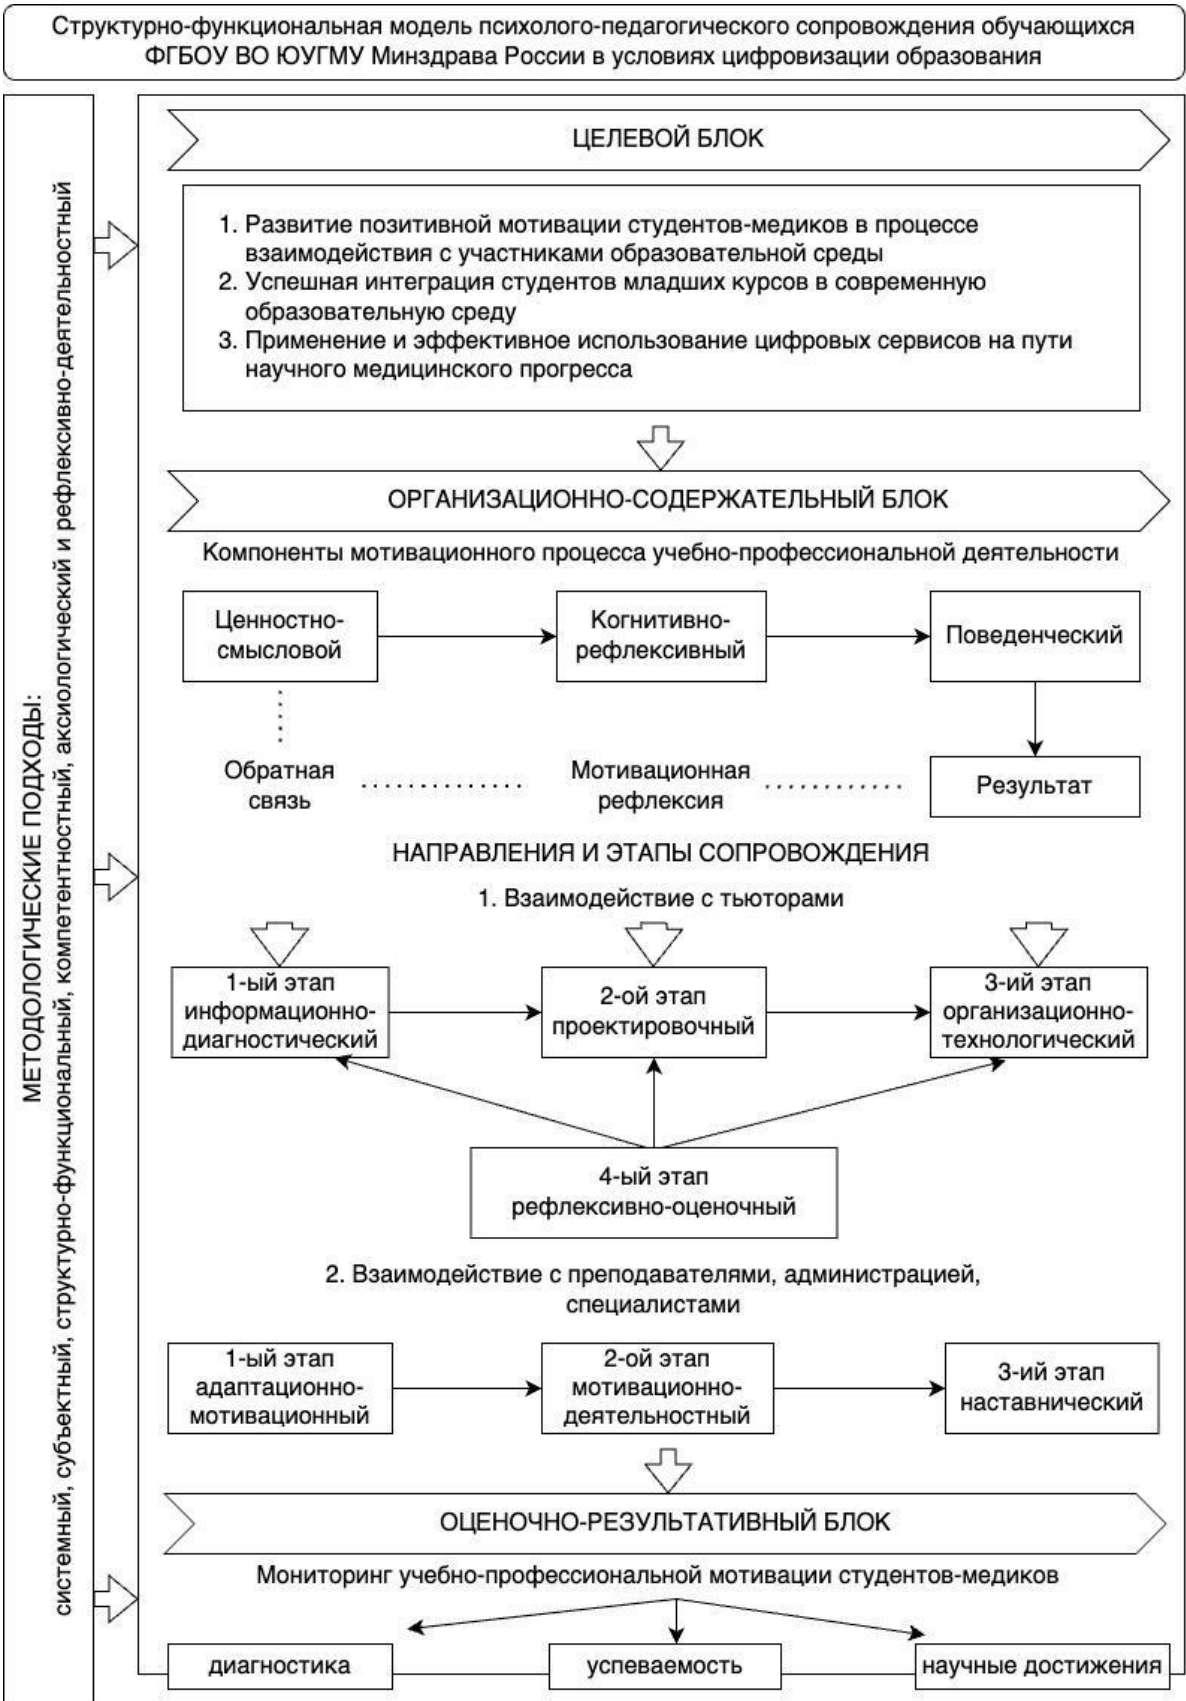 Структурно-функциональная модель психолого-педагогического сопровождения обучающихся
ФГБОУ ВО ЮУГМУ Минздрава России в условиях цифровизации образования
МЕТОДОЛОГИЧЕСКИЕ ПОДХОДЫ:
системный, субъектный, структурно-функциональный, компетентностный, аксиологический и рефлексивно-деятельностный
ЦЕЛЕВОЙ БЛОК
1. Развитие позитивной мотивации студентов-медиков в процессе
взаимодействия с участниками образовательной среды
2. Успешная интеграция студентов младших курсов в современную
образовательную среду
3. Применение и эффективное использование цифровых сервисов на пути
научного медицинского прогресса
ОРГАНИЗАЦИОННО-СОДЕРЖАТЕЛЬНЫЙ БЛОК
Компоненты мотивационного процесса учебно-профессиональной деятельности
Ценностно-
смысловой
Когнитивно-
рефлексивный
Поведенческий
Обратная
связь
Мотивационная
рефлексия
Результат
НАПРАВЛЕНИЯ И ЭТАПЫ СОПРОВОЖДЕНИЯ
1. Взаимодействие с тьюторами
1-ый этап
информационно-
диагностический
2-ой этап
проектировочный
3-ий этап
организационно-
технологический
4-ый этап
рефлексивно-оценочный
2. Взаимодействие с преподавателями, администрацией,
специалистами
1-ый этап
адаптационно-
мотивационный
2-ой этап
мотивационно-
деятельностный
3-ий этап
наставнический
ОЦЕНОЧНО-РЕЗУЛЬТАТИВНЫЙ БЛОК
Мониторинг учебно-профессиональной мотивации студентов-медиков
диагностика
успеваемость
научные достижения